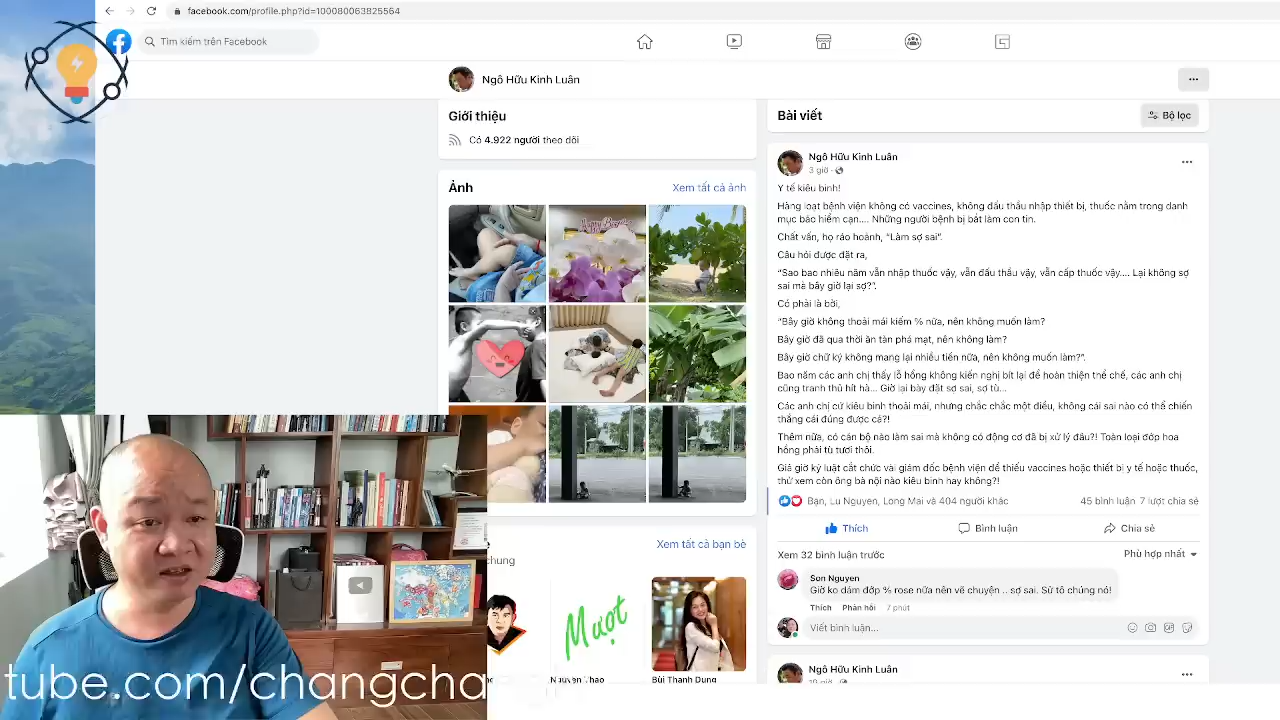 facebook.com/profile.php?id=100080063825564
Tìm kiếm trên Facebook
Ngô Hữu Kinh Luân
Giới thiệu
Có 4.922 người theo dõi
Ảnh
Xem tất cả ảnh
Xem tất cả bạn bè
chung
Mượt
Bùi Thanh Dung
Bài viết
Bộ lọc
Ngô Hữu Kinh Luân
3 giờ
Y tế kiêu binh!
Hàng loạt bệnh viện không có vaccines, không đấu thầu nhập thiết bị, thuốc nằm trong danh
mục bảo hiểm cạn.... Những người bệnh bị bắt làm con tin.
Chất vấn, họ ráo hoảnh, “Làm sợ sai”.
Câu hỏi được đặt ra,
“Sao bao nhiêu năm vẫn nhập thuốc vậy, vẫn đấu thầu vậy, vẫn cấp thuốc vậy.... Lại không sợ
sai mà bây giờ lại sợ?”.
Có phải là bởi,
“Bây giờ không thoải mái kiếm % nữa, nên không muốn làm?
Bây giờ đã qua thời ăn tàn phá mạt, nên không làm?
Bây giờ chữ ký không mang lại nhiều tiền nữa, nên không muốn làm?”.
Bao năm các anh chị thấy lỗ hổng không kiến nghị bít lại để hoàn thiện thể chế, các anh chị
cũng tranh thủ hít hà... Giờ lại bày đặt sợ sai, sợ tù...
Các anh chị cứ kiêu binh thoải mái, nhưng chắc chắc một điều, không cái sai nào có thể chiến
thắng cái đúng được cả?!
Thêm nữa, có cán bộ nào làm sai mà không có động cơ đã bị xử lý đâu?! Toàn loại đớp hoa
hồng phải tù tươi thôi.
Giá giờ kỷ luật cắt chức ông giám đốc bệnh viện để thiếu vaccines hoặc thiết bị y tế hoặc thuốc,
thử xem còn ông bà nội nào kiêu binh hay không?!
Bạn, Lu Nguyen, Long Mai và 404 người khác
45 bình luận 7 lượt chia sẻ
Thích
Bình luận
Chia sẻ
Xem 32 bình luận trước
Phù hợp nhất
Sơn Nguyen
Giờ ko dám đớp % rose nữa nên vẽ chuyện .. sợ sai. Sử tô chúng nó!
Thích Phản hồi 7 phút
Viết bình luận...
Ngô Hữu Kinh Luân
tube.com/changcha